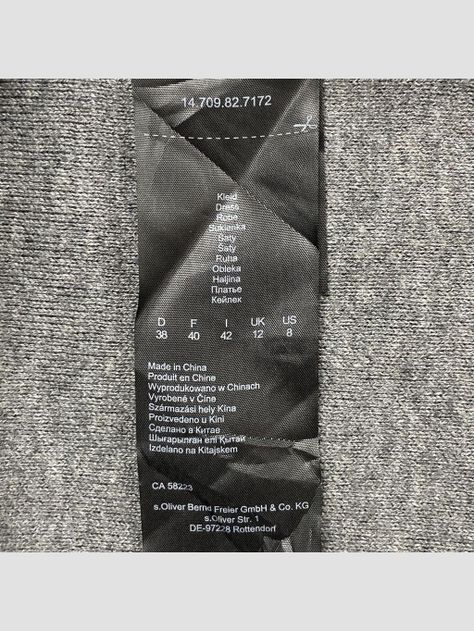 14.709.82.7172
Kleid
Dress
Robe
Sukienka
Šaty
Šaty
Ruha
Obleka
Haljina
Платье
Көйлек
D F I UK US
38 40 42 12 8
Made in China
Produit en Chine
Wyprodukowano w Chinach
Vyrobené v Číne
Származási hely Kína
Proizvedeno u Kini
Сделано в Китае
Шығарылған елі Қытай
Izdelano na Kitajskem
CA 58223
s.Oliver Bernd Freier GmbH & Co. KG
s.Oliver Str. 1
DE-97228 Rottendorf